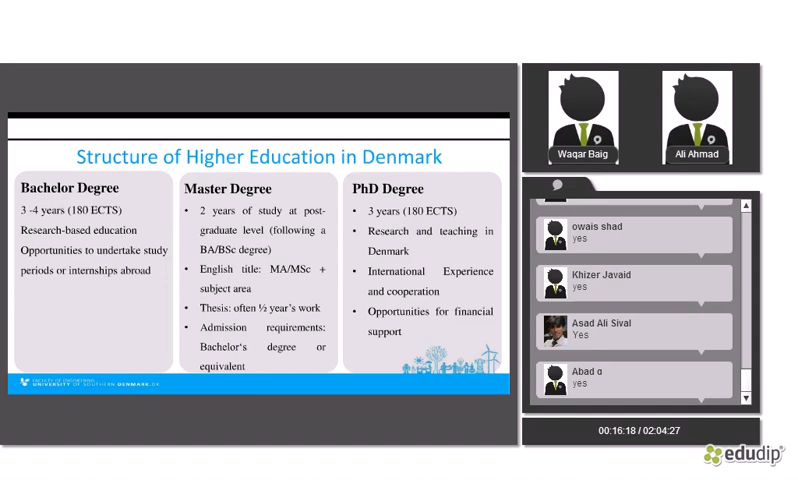 Structure of Higher Education in Denmark
Bachelor Degree
3 -4 years (180 ECTS)
Research-based education
Opportunities to undertake study
periods or internships abroad
Master Degree
• 2 years of study at post-
graduate level (following a
BA/BSc degree)
• English title: MA/MSc +
subject area
• Thesis: often ½ year's work
• Admission requirements:
Bachelor's degree or
equivalent
PhD Degree
• 3 years (180 ECTS)
• Research and teaching in
Denmark
• International Experience
and cooperation
• Opportunities for financial
support
FACULTY OF ENGINEERING
UNIVERSITY OF SOUTHERN DENMARK.DK
Waqar Baig
Ali Ahmad
owais shad
yes
Khizer Javaid
yes
Asad Ali Sival
Yes
Abad g
yes
00:16:18 / 02:04:27
edudip